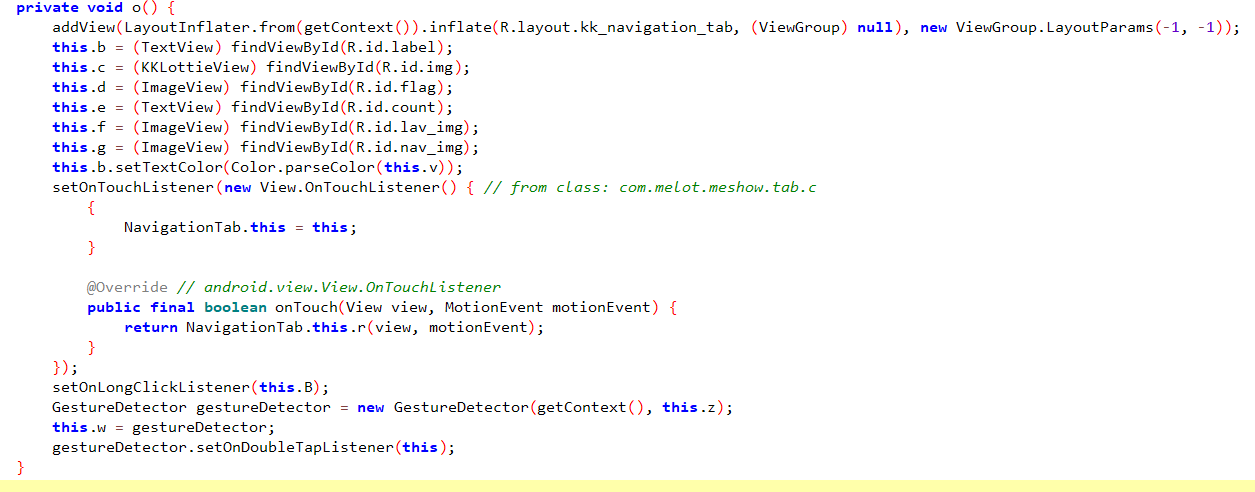 private void o() {
addView(LayoutInflater.from(getContext()).inflate(R.layout.kk_navigation_tab, (ViewGroup) null), new ViewGroup.LayoutParams(-1, -1));
this.b = (TextView) findViewById(R.id.label);
this.c = (KKLottieView) findViewById(R.id.img);
this.d = (ImageView) findViewById(R.id.flag);
this.e = (TextView) findViewById(R.id.count);
this.f = (ImageView) findViewById(R.id.lav_img);
this.g = (ImageView) findViewById(R.id.nav_img);
this.b.setTextColor(Color.parseColor(this.v));
setOnTouchListener(new View.OnTouchListener() { // from class: com.melot.meshow.tab.c
{
NavigationTab.this = this;
}
@Override // android.view.View.OnTouchListener
public final boolean onTouch(View view, MotionEvent motionEvent) {
return NavigationTab.this.r(view, motionEvent);
}
});
setOnLongClickListener(this.B);
GestureDetector gestureDetector = new GestureDetector(getContext(), this.z);
this.w = gestureDetector;
gestureDetector.setOnDoubleTapListener(this);
}